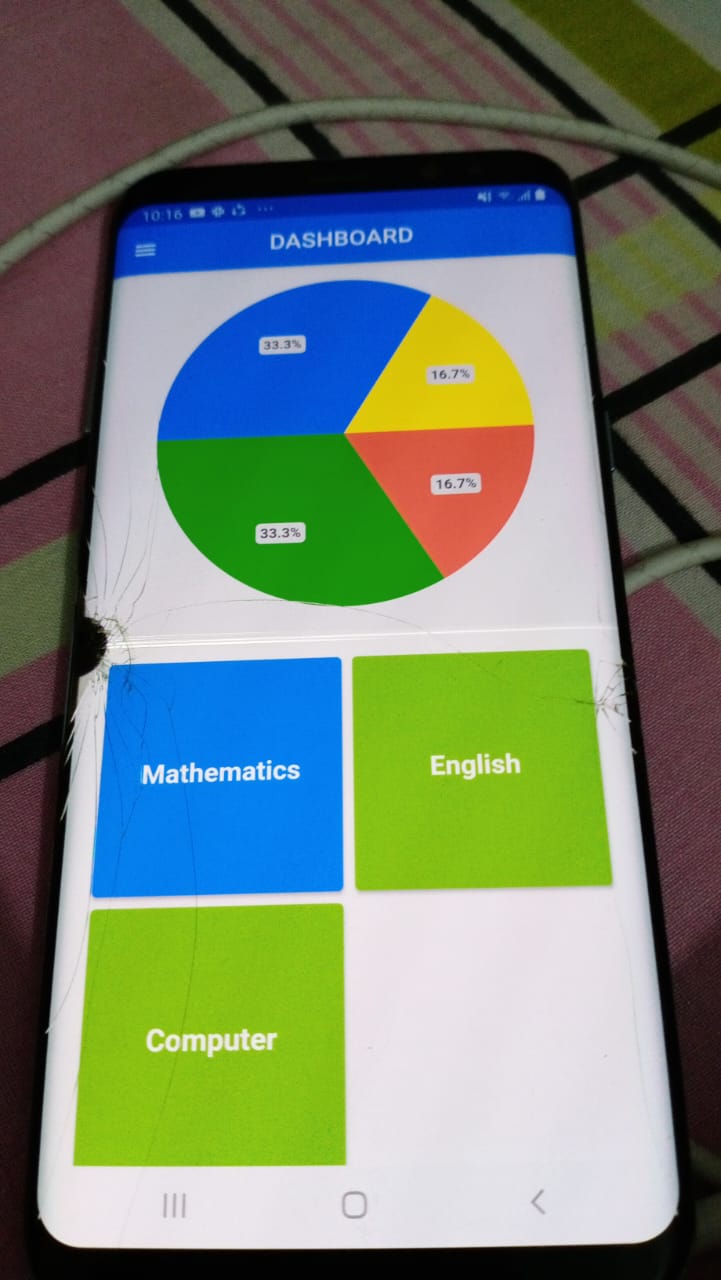 10:16
DASHBOARD
33.3%
16.7%
16.7%
33.3%
Mathematics
English
Computer